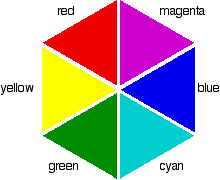 red magenta
yellow blue
green cyan